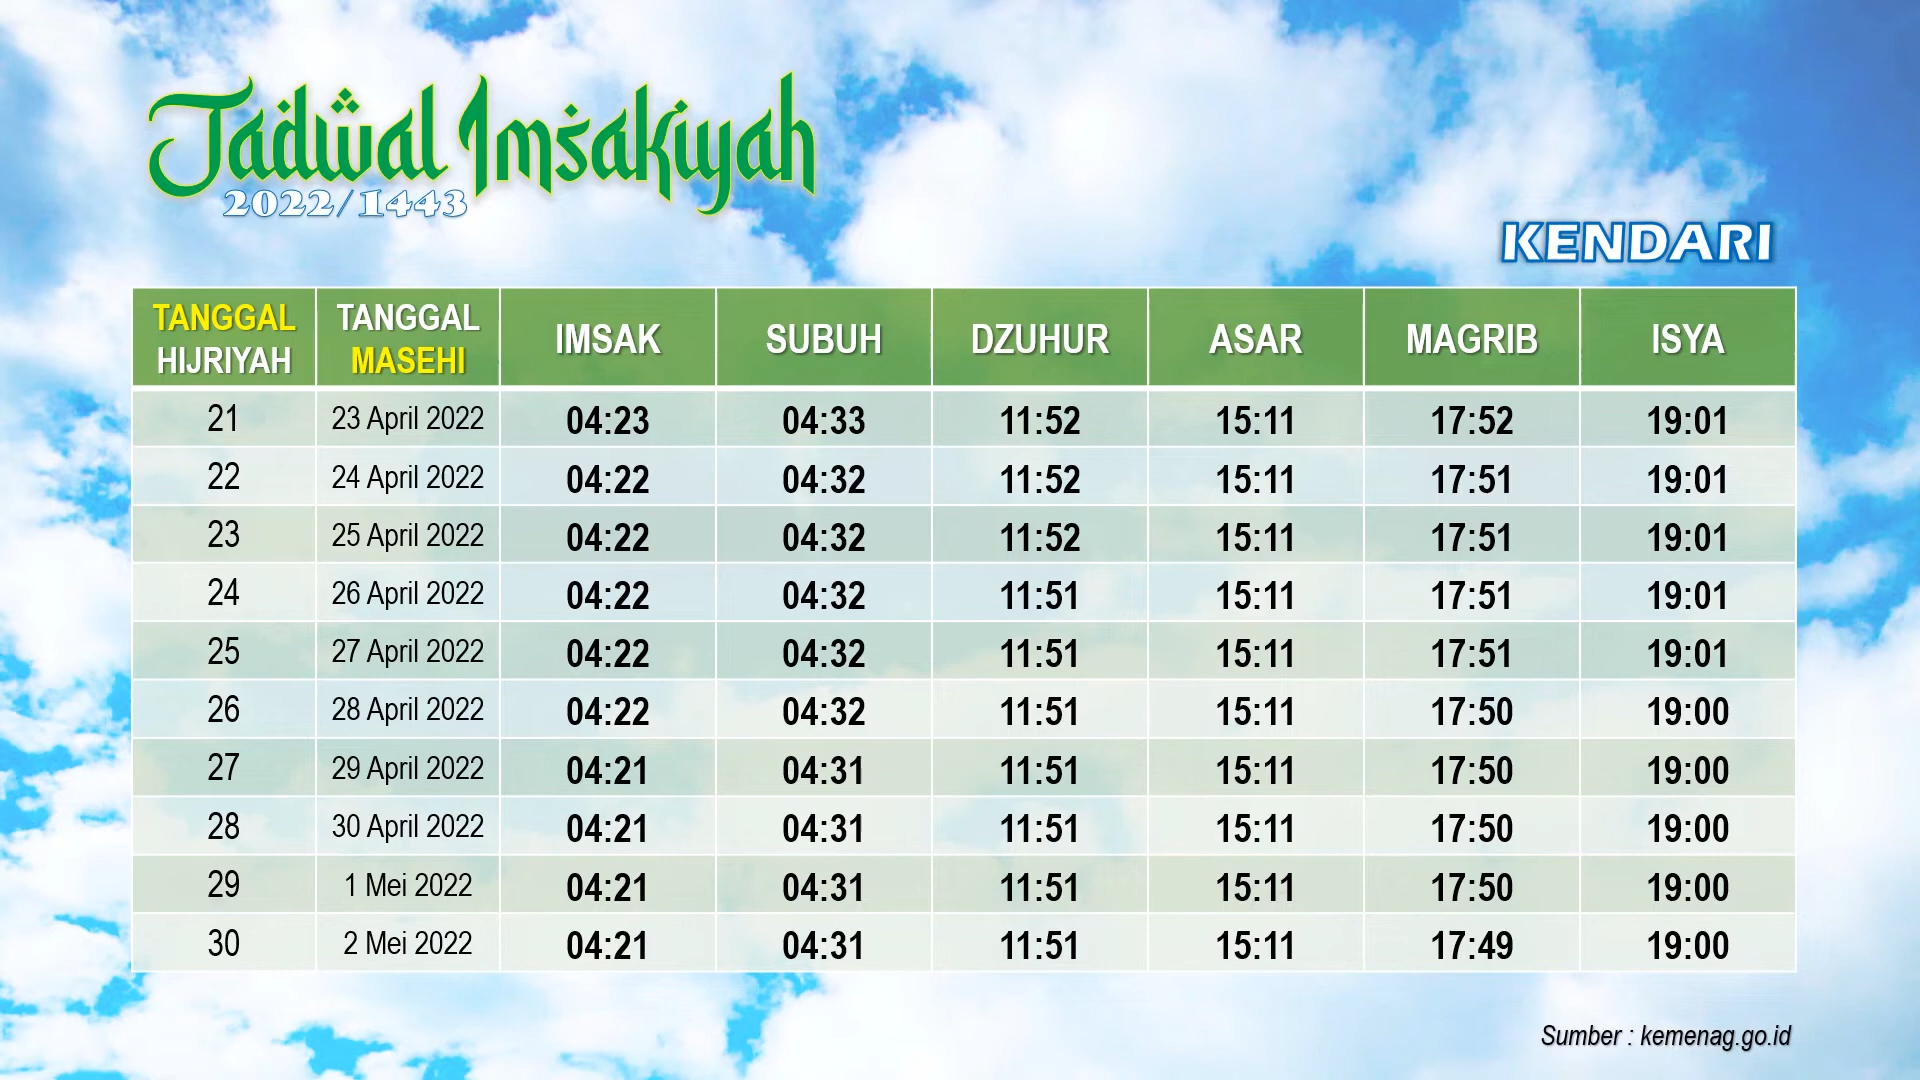 Jadwal Imsakiyah
2022/1443
KENDARI
TANGGAL HIJRIYAH TANGGAL MASEHI IMSAK SUBUH DZUHUR ASAR MAGRIB ISYA
21 23 April 2022 04:23 04:33 11:52 15:11 17:52 19:01
22 24 April 2022 04:22 04:32 11:52 15:11 17:51 19:01
23 25 April 2022 04:22 04:32 11:52 15:11 17:51 19:01
24 26 April 2022 04:22 04:32 11:51 15:11 17:51 19:01
25 27 April 2022 04:22 04:32 11:51 15:11 17:51 19:01
26 28 April 2022 04:22 04:32 11:51 15:11 17:50 19:00
27 29 April 2022 04:21 04:31 11:51 15:11 17:50 19:00
28 30 April 2022 04:21 04:31 11:51 15:11 17:50 19:00
29 1 Mei 2022 04:21 04:31 11:51 15:11 17:50 19:00
30 2 Mei 2022 04:21 04:31 11:51 15:11 17:49 19:00
Sumber : kemenag.go.id